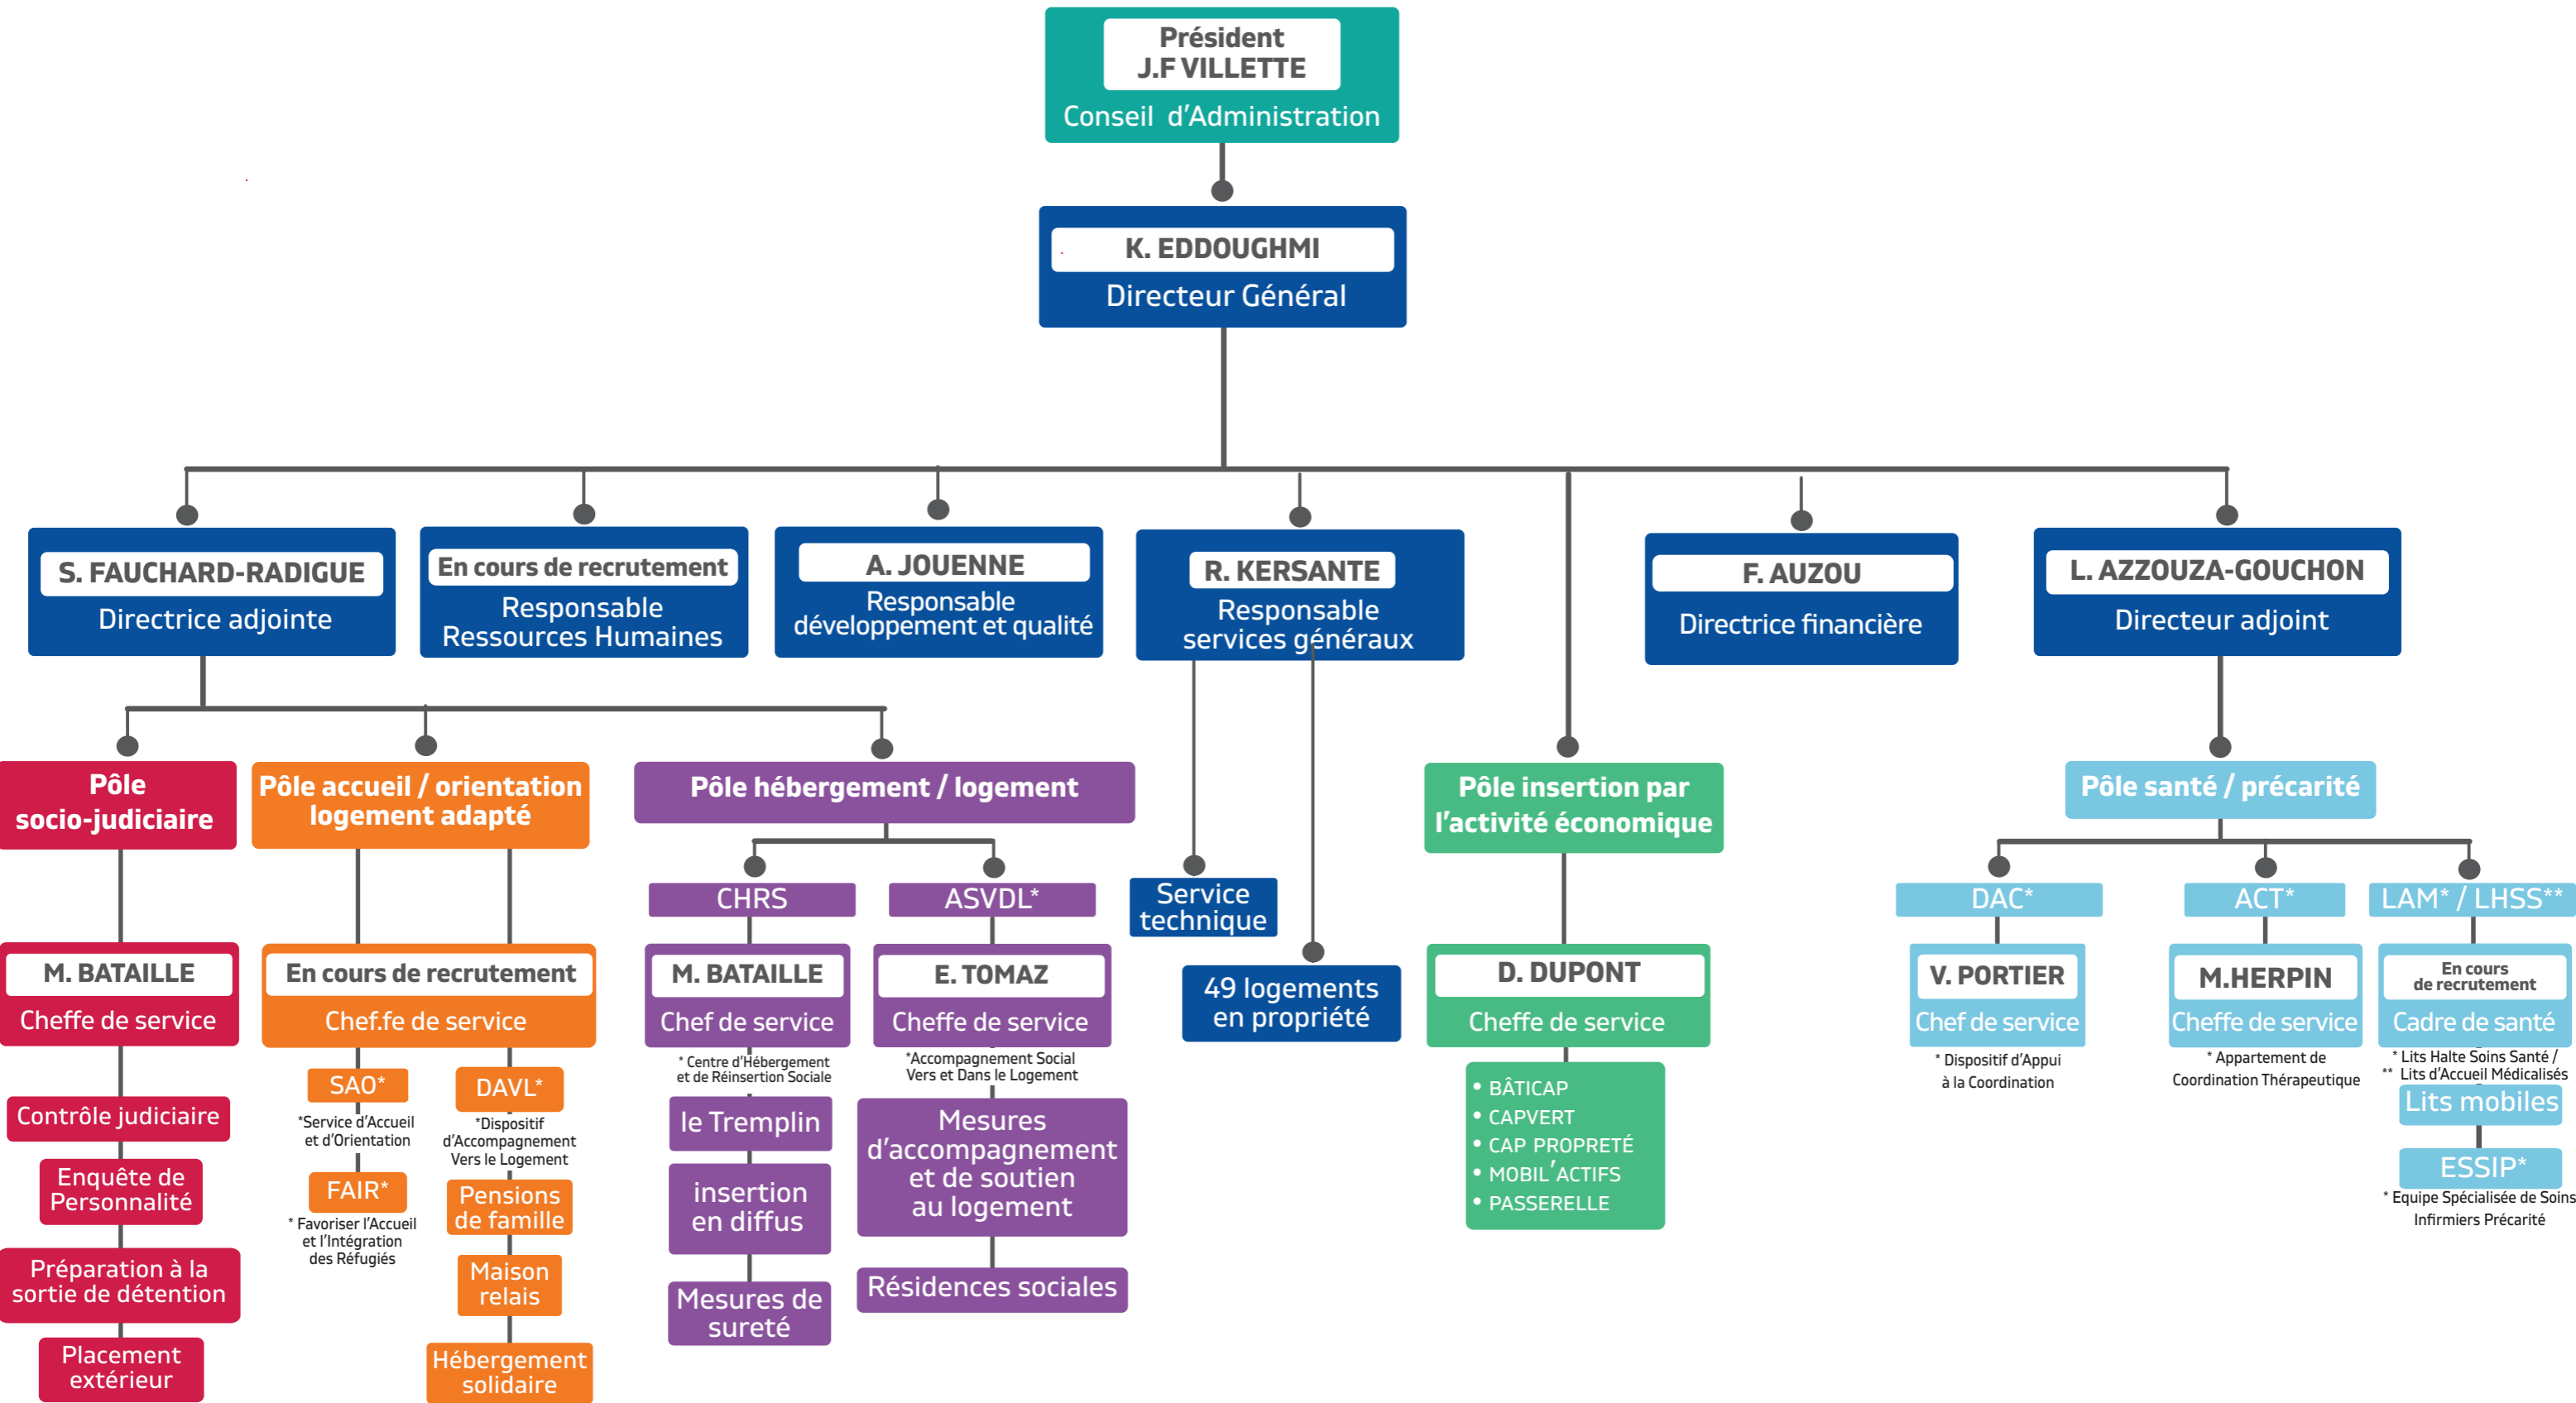 Président
J.F VILLETTE
Conseil d'Administration
K. EDDOUGHMI
Directeur Général
S. FAUCHARD-RADIGUE
Directrice adjointe
En cours de recrutement
Responsable
Ressources Humaines
A. JOUENNE
Responsable
développement et qualité
R. KERSANTE
Responsable
services généraux
F. AUZOU
Directrice financière
L. AZZOUZA-GOUCHON
Directeur adjoint
Pôle
socio-judiciaire
M. BATAILLE
Cheffe de service
Contrôle judiciaire
Enquête de
Personnalité
Préparation à la
sortie de détention
Placement
extérieur
Pôle accueil / orientation
logement adapté
En cours de recrutement
Chef.fe de service
SAO*
*Service d'Accueil
et d'Orientation
FAIR*
* Favoriser l'Accueil
et l'Intégration
des Réfugiés
DAVL*
*Dispositif
d'Accompagnement
Vers le Logement
Pensions
de famille
Maison
relais
Hébergement
solidaire
Pôle hébergement / logement
CHRS
M. BATAILLE
Chef de service
* Centre d'Hébergement
et de Réinsertion Sociale
le Tremplin
insertion
en diffus
Mesures de
sureté
ASVDL*
E. TOMAZ
Cheffe de service
*Accompagnement Social
Vers et Dans le Logement
Mesures
d'accompagnement
et de soutien
au logement
Résidences sociales
Service
technique
49 logements
en propriété
Pôle insertion par
l'activité économique
D. DUPONT
Cheffe de service
• BÂTICAP
• CAPVERT
• CAP PROPRETÉ
• MOBIL'ACTIFS
• PASSERELLE
Pôle santé / précarité
DAC*
V. PORTIER
Chef de service
* Dispositif d'Appui
à la Coordination
ACT*
M.HERPIN
Cheffe de service
* Appartement de
Coordination Thérapeutique
LAM* / LHSS**
En cours
de recrutement
Cadre de santé
* Lits Halte Soins Santé /
** Lits d'Accueil Médicalisés
Lits mobiles
ESSIP*
* Equipe Spécialisée de Soins
Infirmiers Précarité